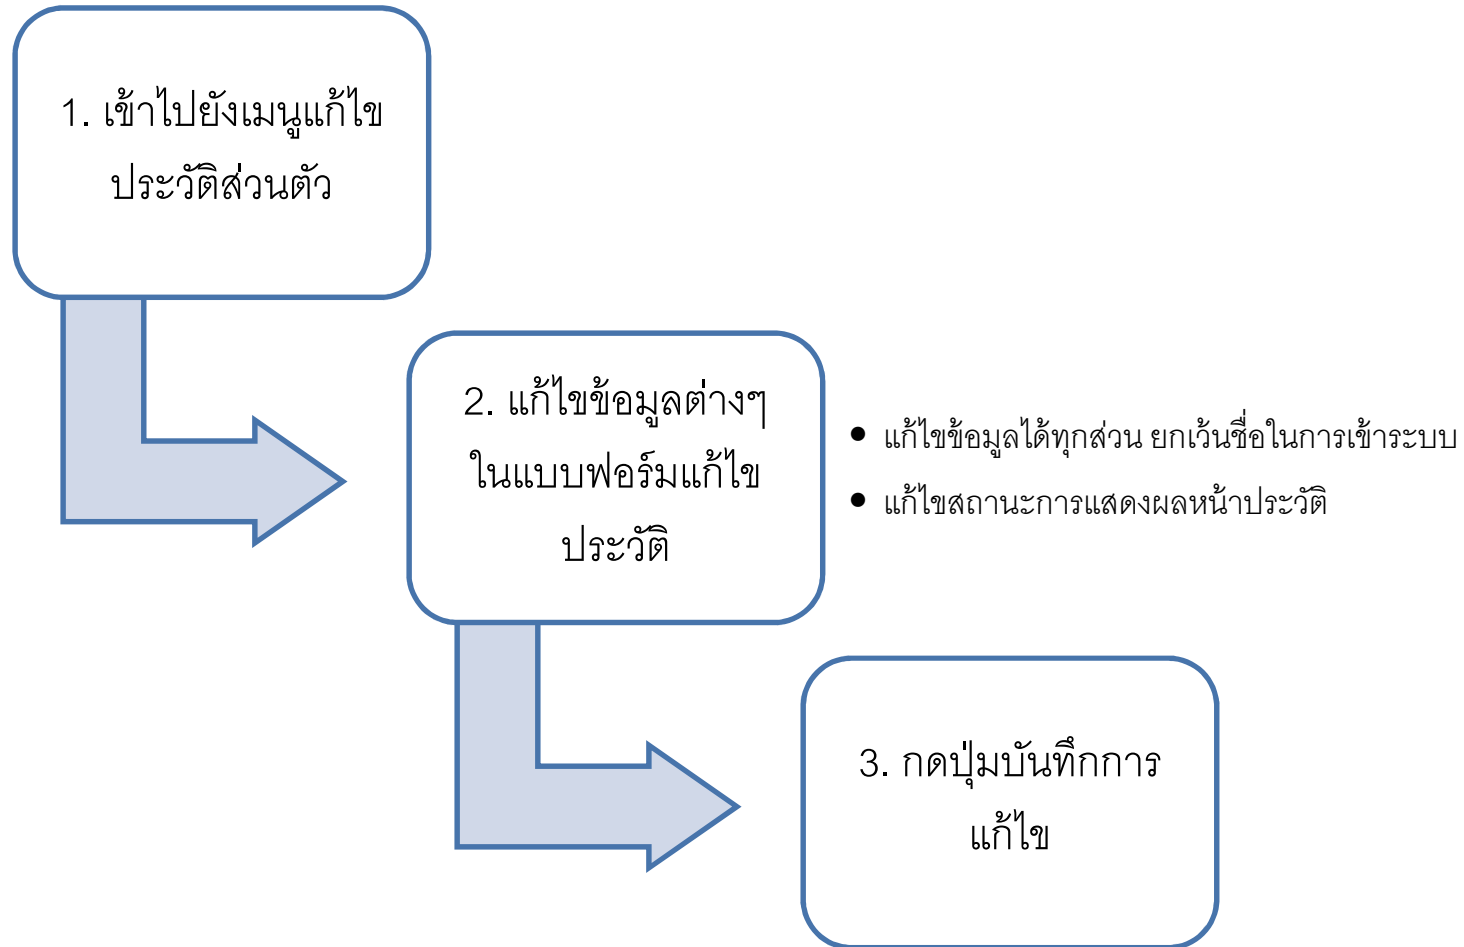 1. เข้าไปยังเมนูแก้ไข
ประวัติส่วนตัว
2. แก้ไขข้อมูลต่างๆ
ในแบบฟอร์มแก้ไข
ประวัติ
• แก้ไขข้อมูลได้ทุกส่วน ยกเว้นชื่อในการเข้าระบบ
• แก้ไขสถานะการแสดงผลหน้าประวัติ
3. กดปุ่มบันทึกการ
แก้ไข